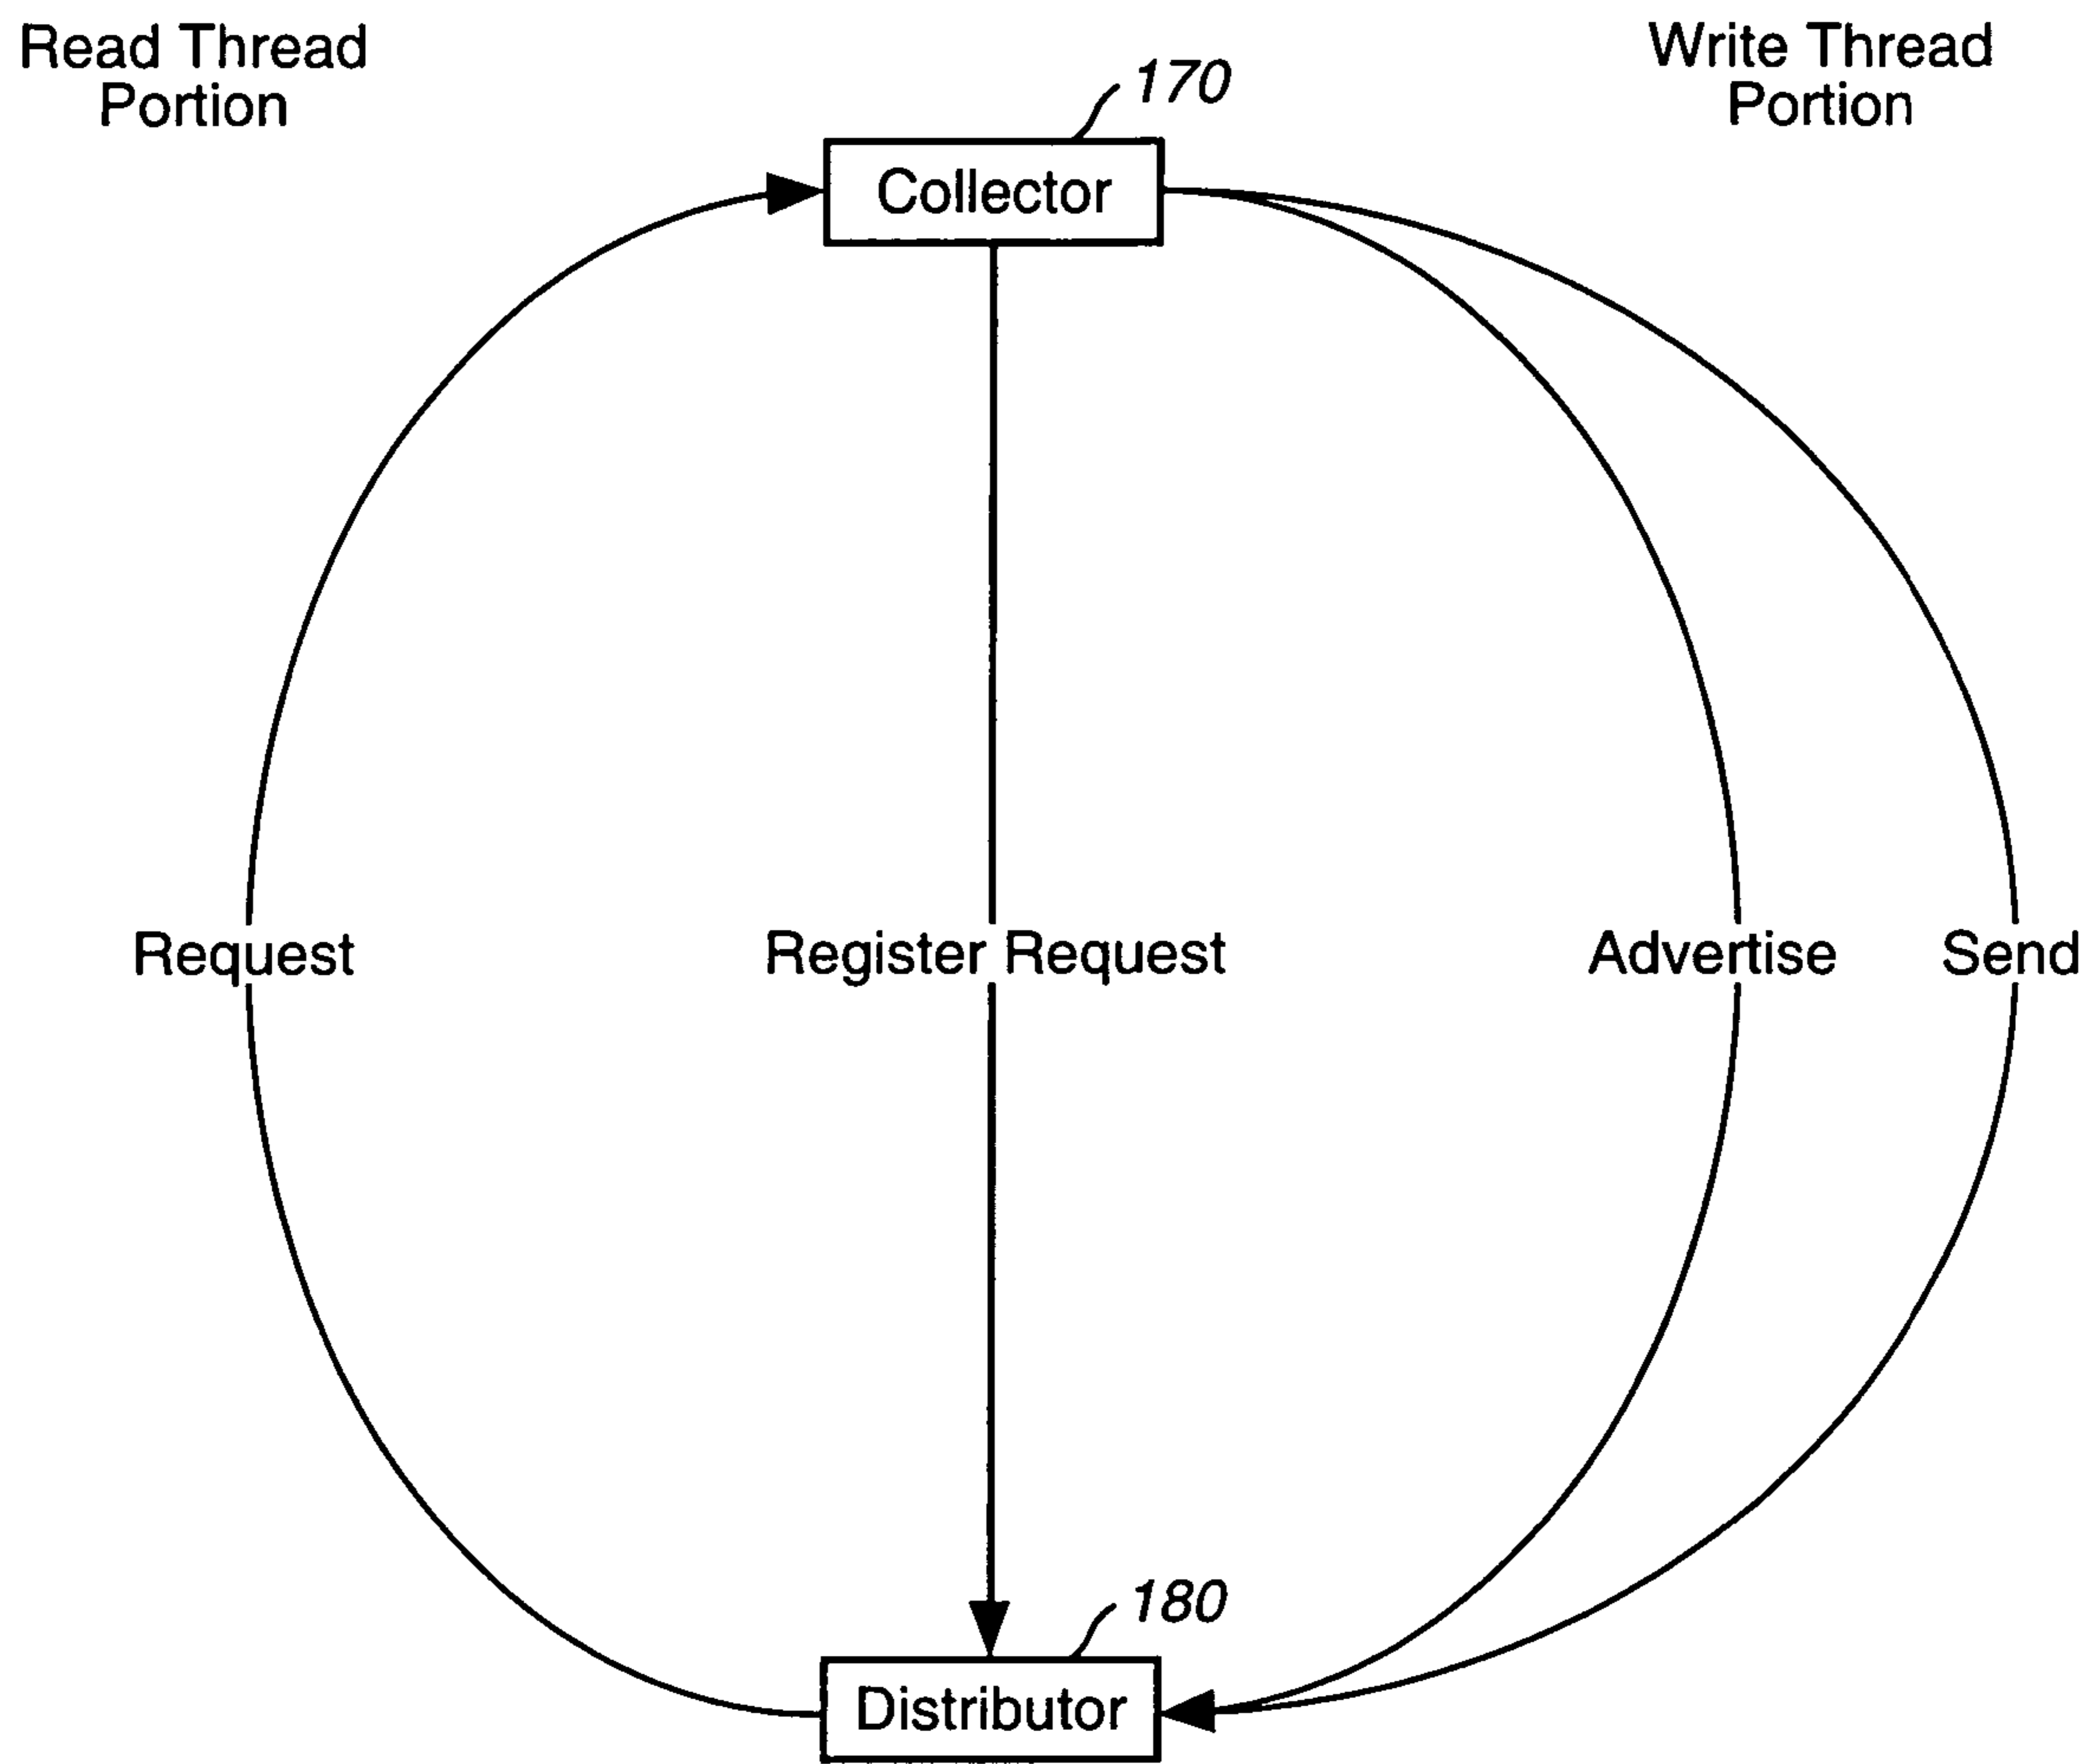 Read Thread
Portion
Write Thread
Portion
170
Collector
Request
Register Request
Advertise
Send
180
Distributor